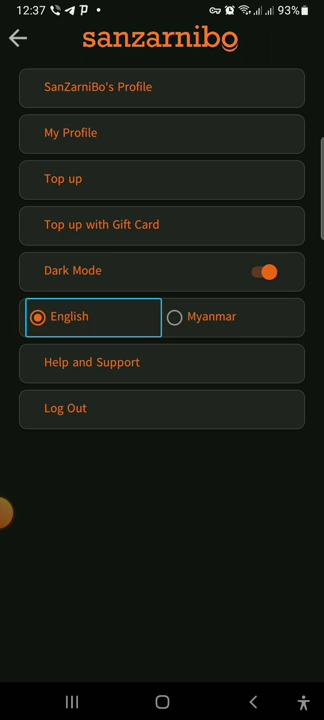 12:37
93%
sanzarnibo
SanZarniBo's Profile
My Profile
Top up
Top up with Gift Card
Dark Mode
English
Myanmar
Help and Support
Log Out